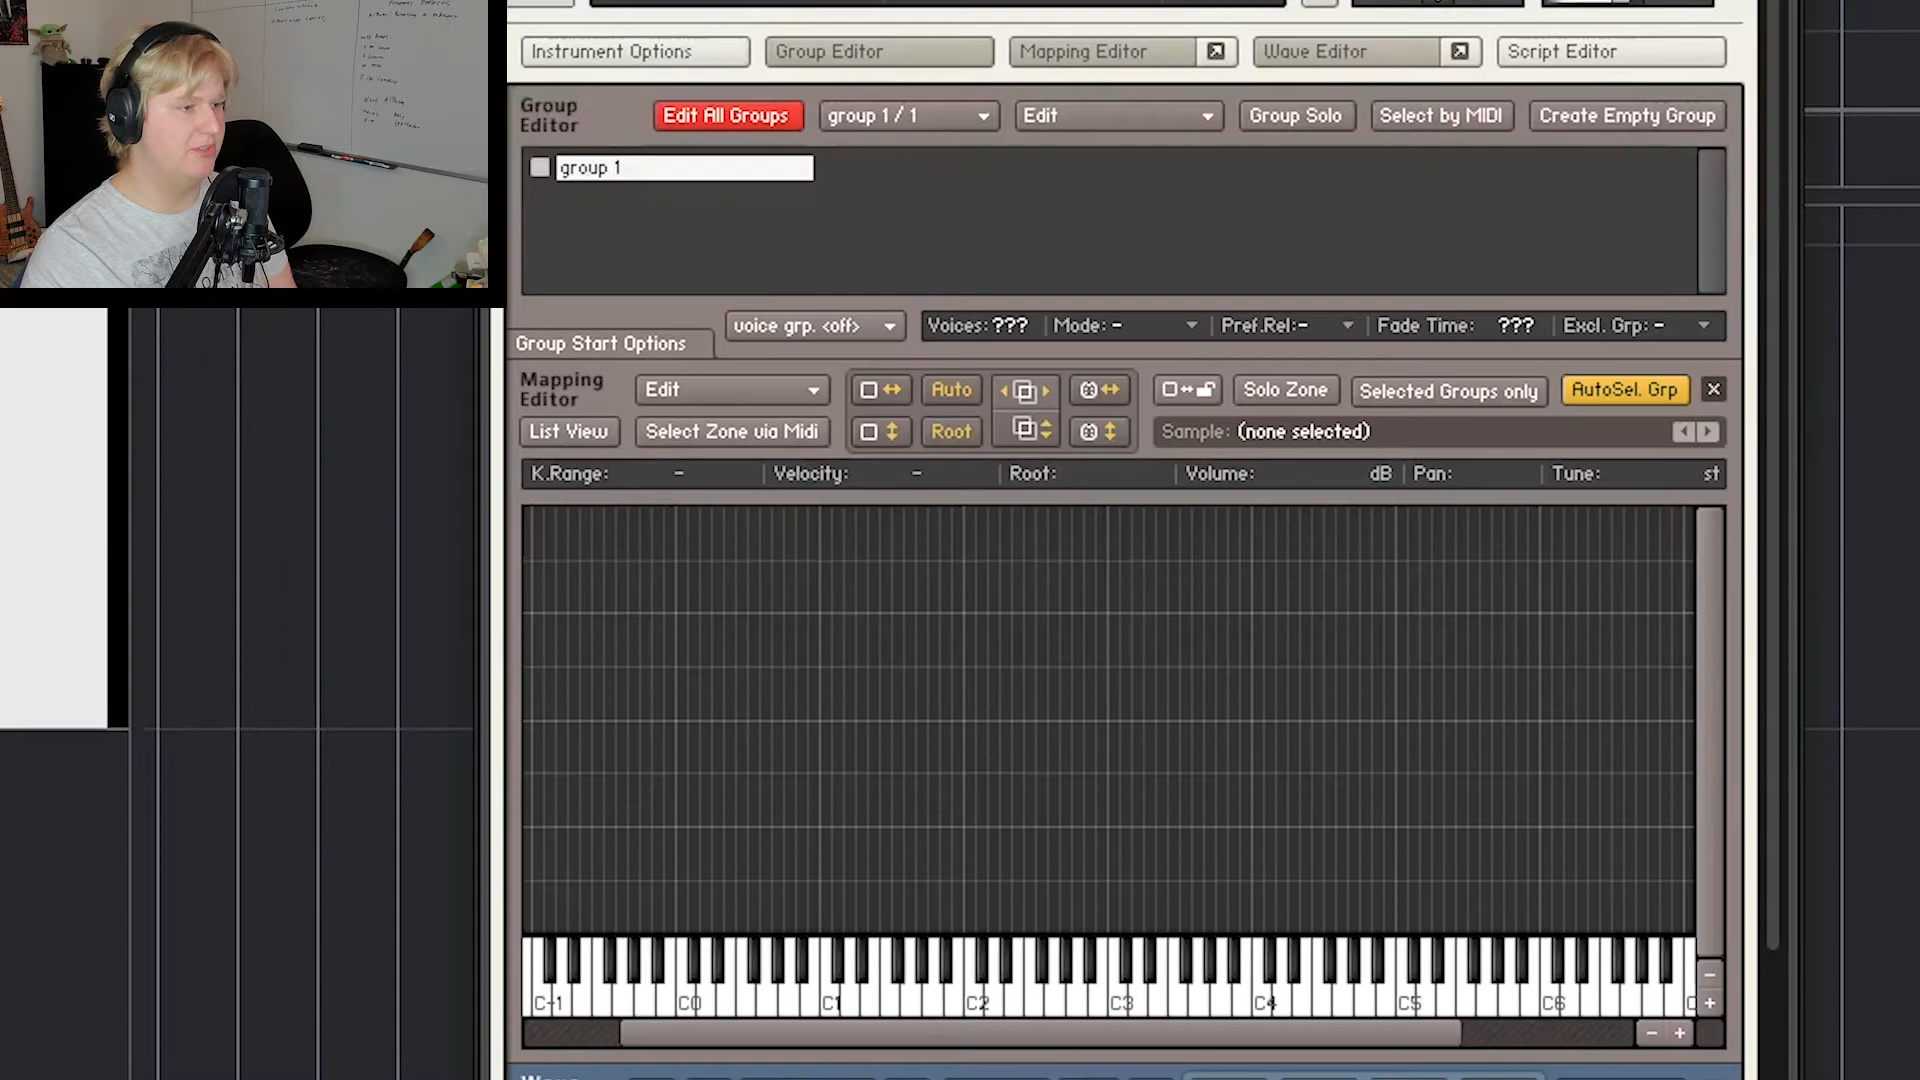 Instrument Options
Group Editor
Mapping Editor
Wave Editor
Script Editor
Group Editor
Edit All Groups
group 1 / 1
Edit
Group Solo
Select by MIDI
Create Empty Group
group 1
Group Start Options
voice grp. <off>
Voices: ???
Mode: -
Pref.Rel:-
Fade Time: ???
Excl. Grp: -
Mapping Editor
Edit
Auto
Solo Zone
Selected Groups only
AutoSel. Grp
List View
Select Zone via Midi
Root
Sample: (none selected)
K.Range: -
Velocity: -
Root:
Volume: dB
Pan:
Tune: st
C-1 C0 C1 C2 C3 C4 C5 C6 C
- +
- +